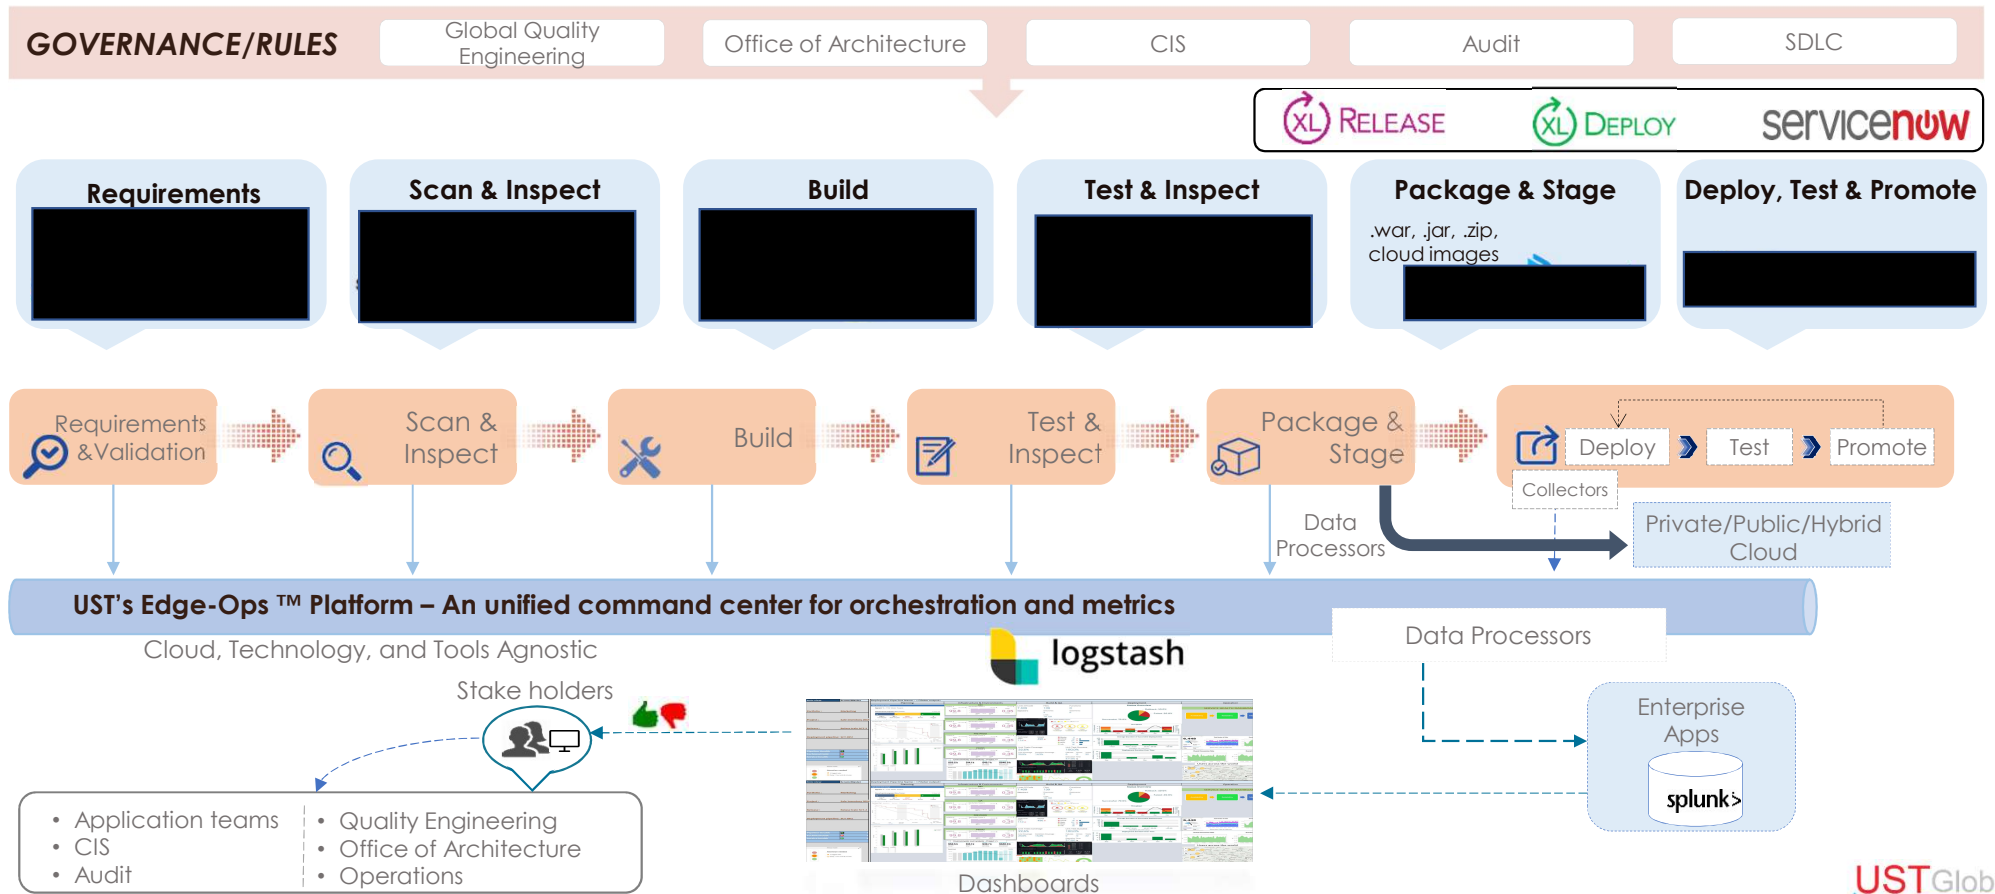 GOVERNANCE/RULES
Global Quality
Engineering
Office of Architecture
CIS
Audit
SDLC
XL RELEASE
XL DEPLOY
servicenow
Requirements
Scan & Inspect
Build
Test & Inspect
Package & Stage
.war, .jar, .zip,
cloud images
Deploy, Test & Promote
Requirements
&Validation
Scan &
Inspect
Build
Test &
Inspect
Package &
Stage
Deploy
Test
Promote
Collectors
Data
Processors
Private/Public/Hybrid
Cloud
UST's Edge-Ops ™ Platform – An unified command center for orchestration and metrics
Cloud, Technology, and Tools Agnostic
logstash
Data Processors
Stake holders
Enterprise
Apps
splunk>
• Application teams
• CIS
• Audit
• Quality Engineering
• Office of Architecture
• Operations
Dashboards
USTGlob